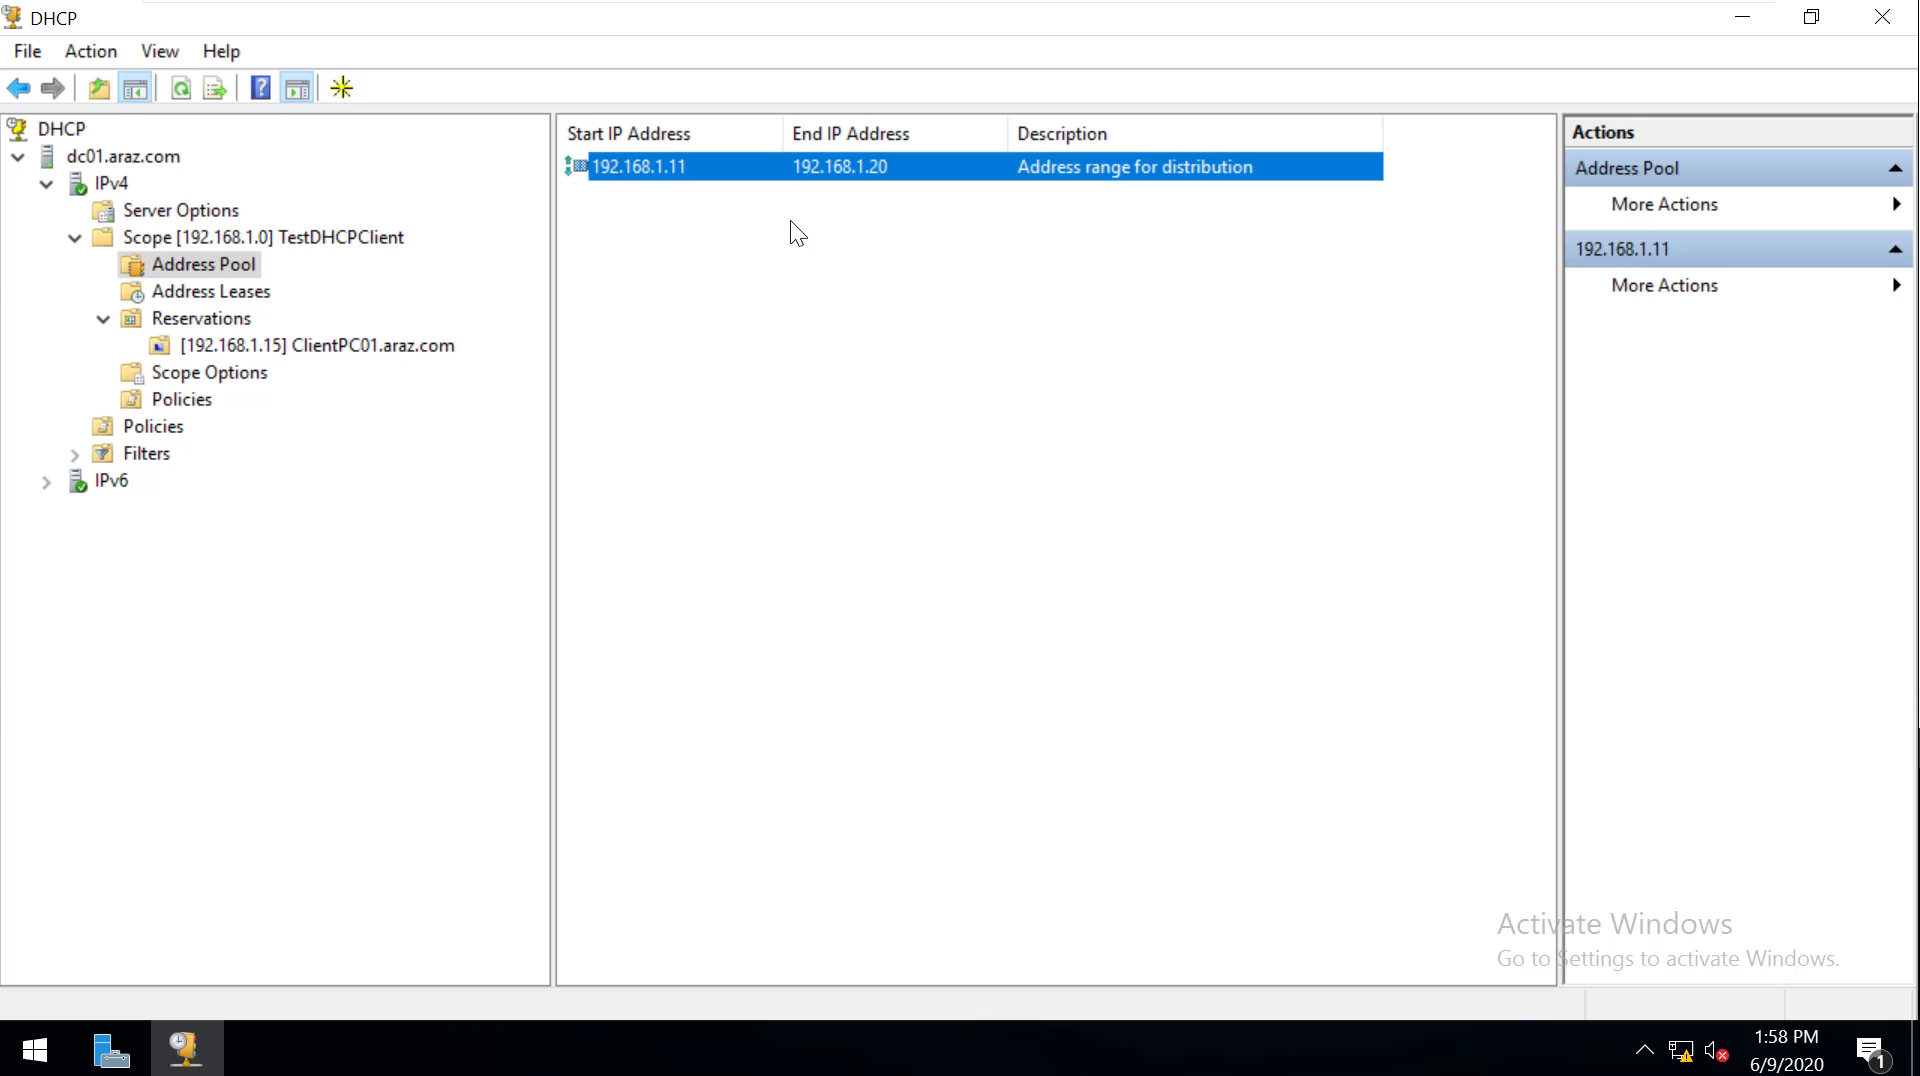 DHCP
File Action View Help
DHCP
dc01.araz.com
IPv4
Server Options
Scope [192.168.1.0] TestDHCPClient
Address Pool
Address Leases
Reservations
[192.168.1.15] ClientPC01.araz.com
Scope Options
Policies
Policies
Filters
IPv6
Start IP Address End IP Address Description
192.168.1.11 192.168.1.20 Address range for distribution
Actions
Address Pool
More Actions
192.168.1.11
More Actions
Activate Windows
Go to Settings to activate Windows.
1:58 PM
6/9/2020
1